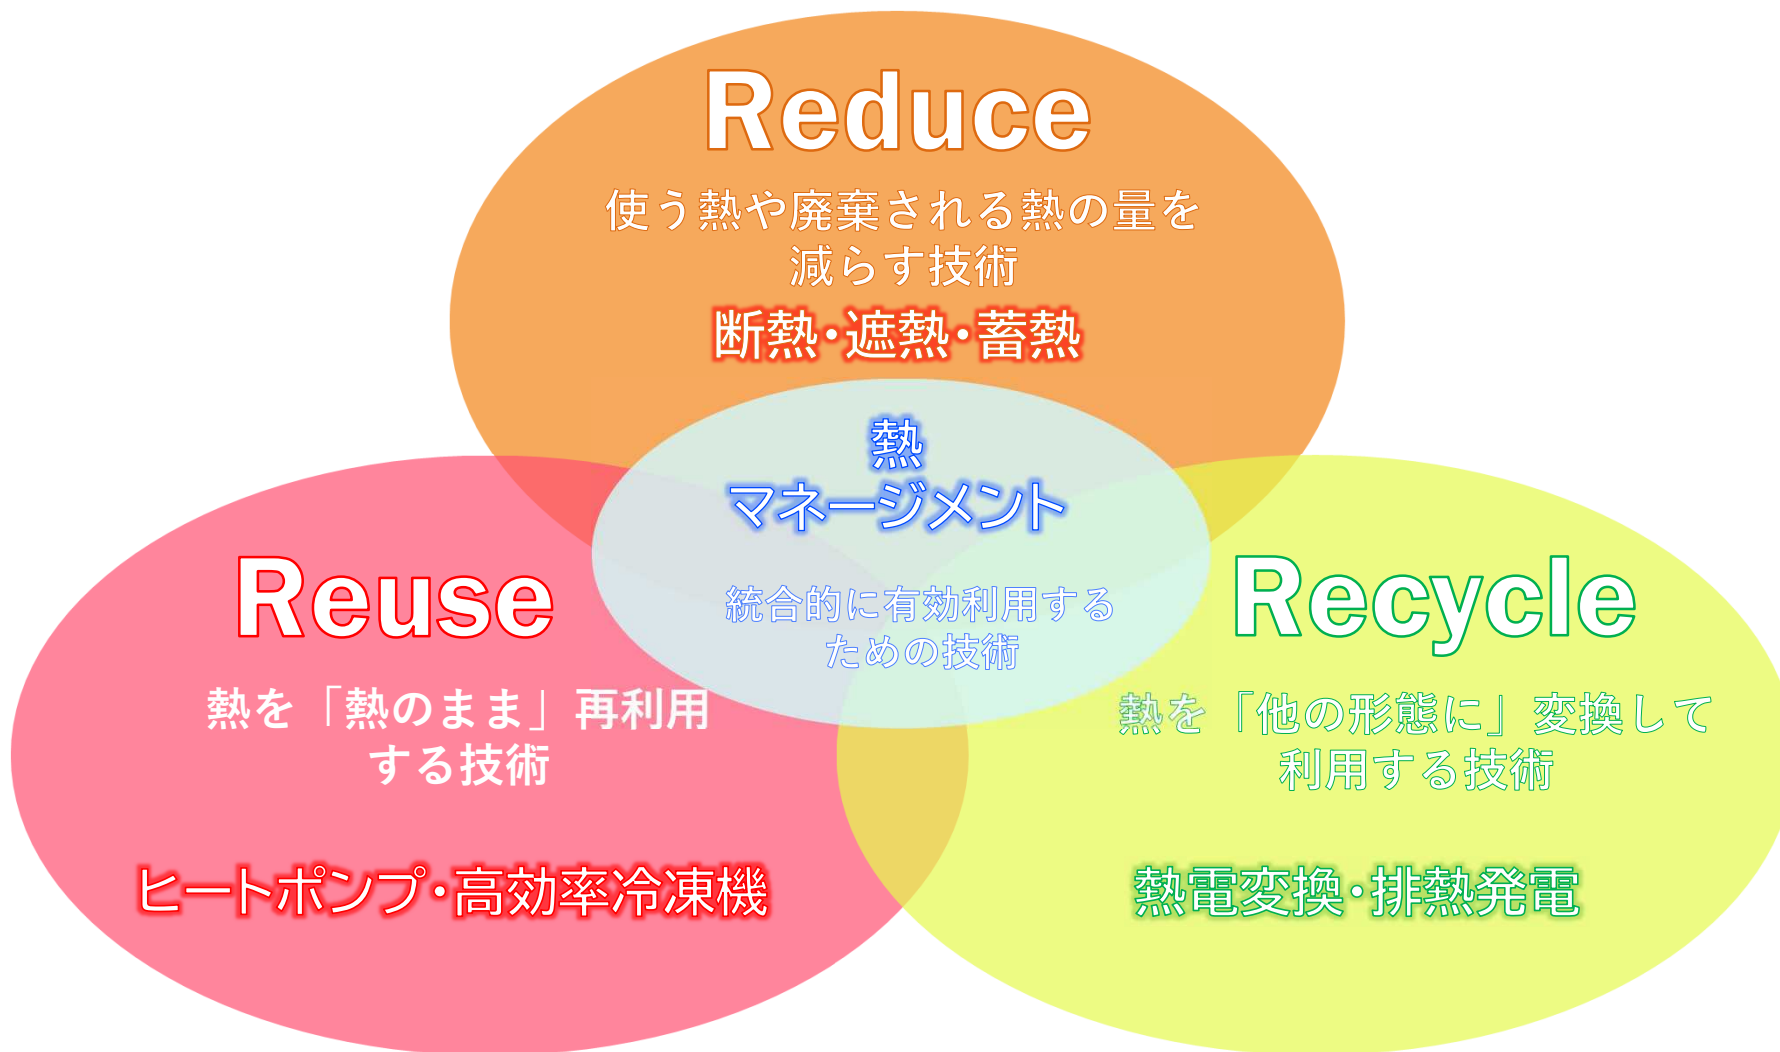 Reduce
使う熱や廃棄される熱の量を
減らす技術
断熱・遮熱・蓄熱
熱
マネージメント
統合的に有効利用する
ための技術
Reuse
熱を「熱のまま」再利用
する技術
ヒートポンプ・高効率冷凍機
Recycle
熱を「他の形態に」変換して
利用する技術
熱電変換・排熱発電